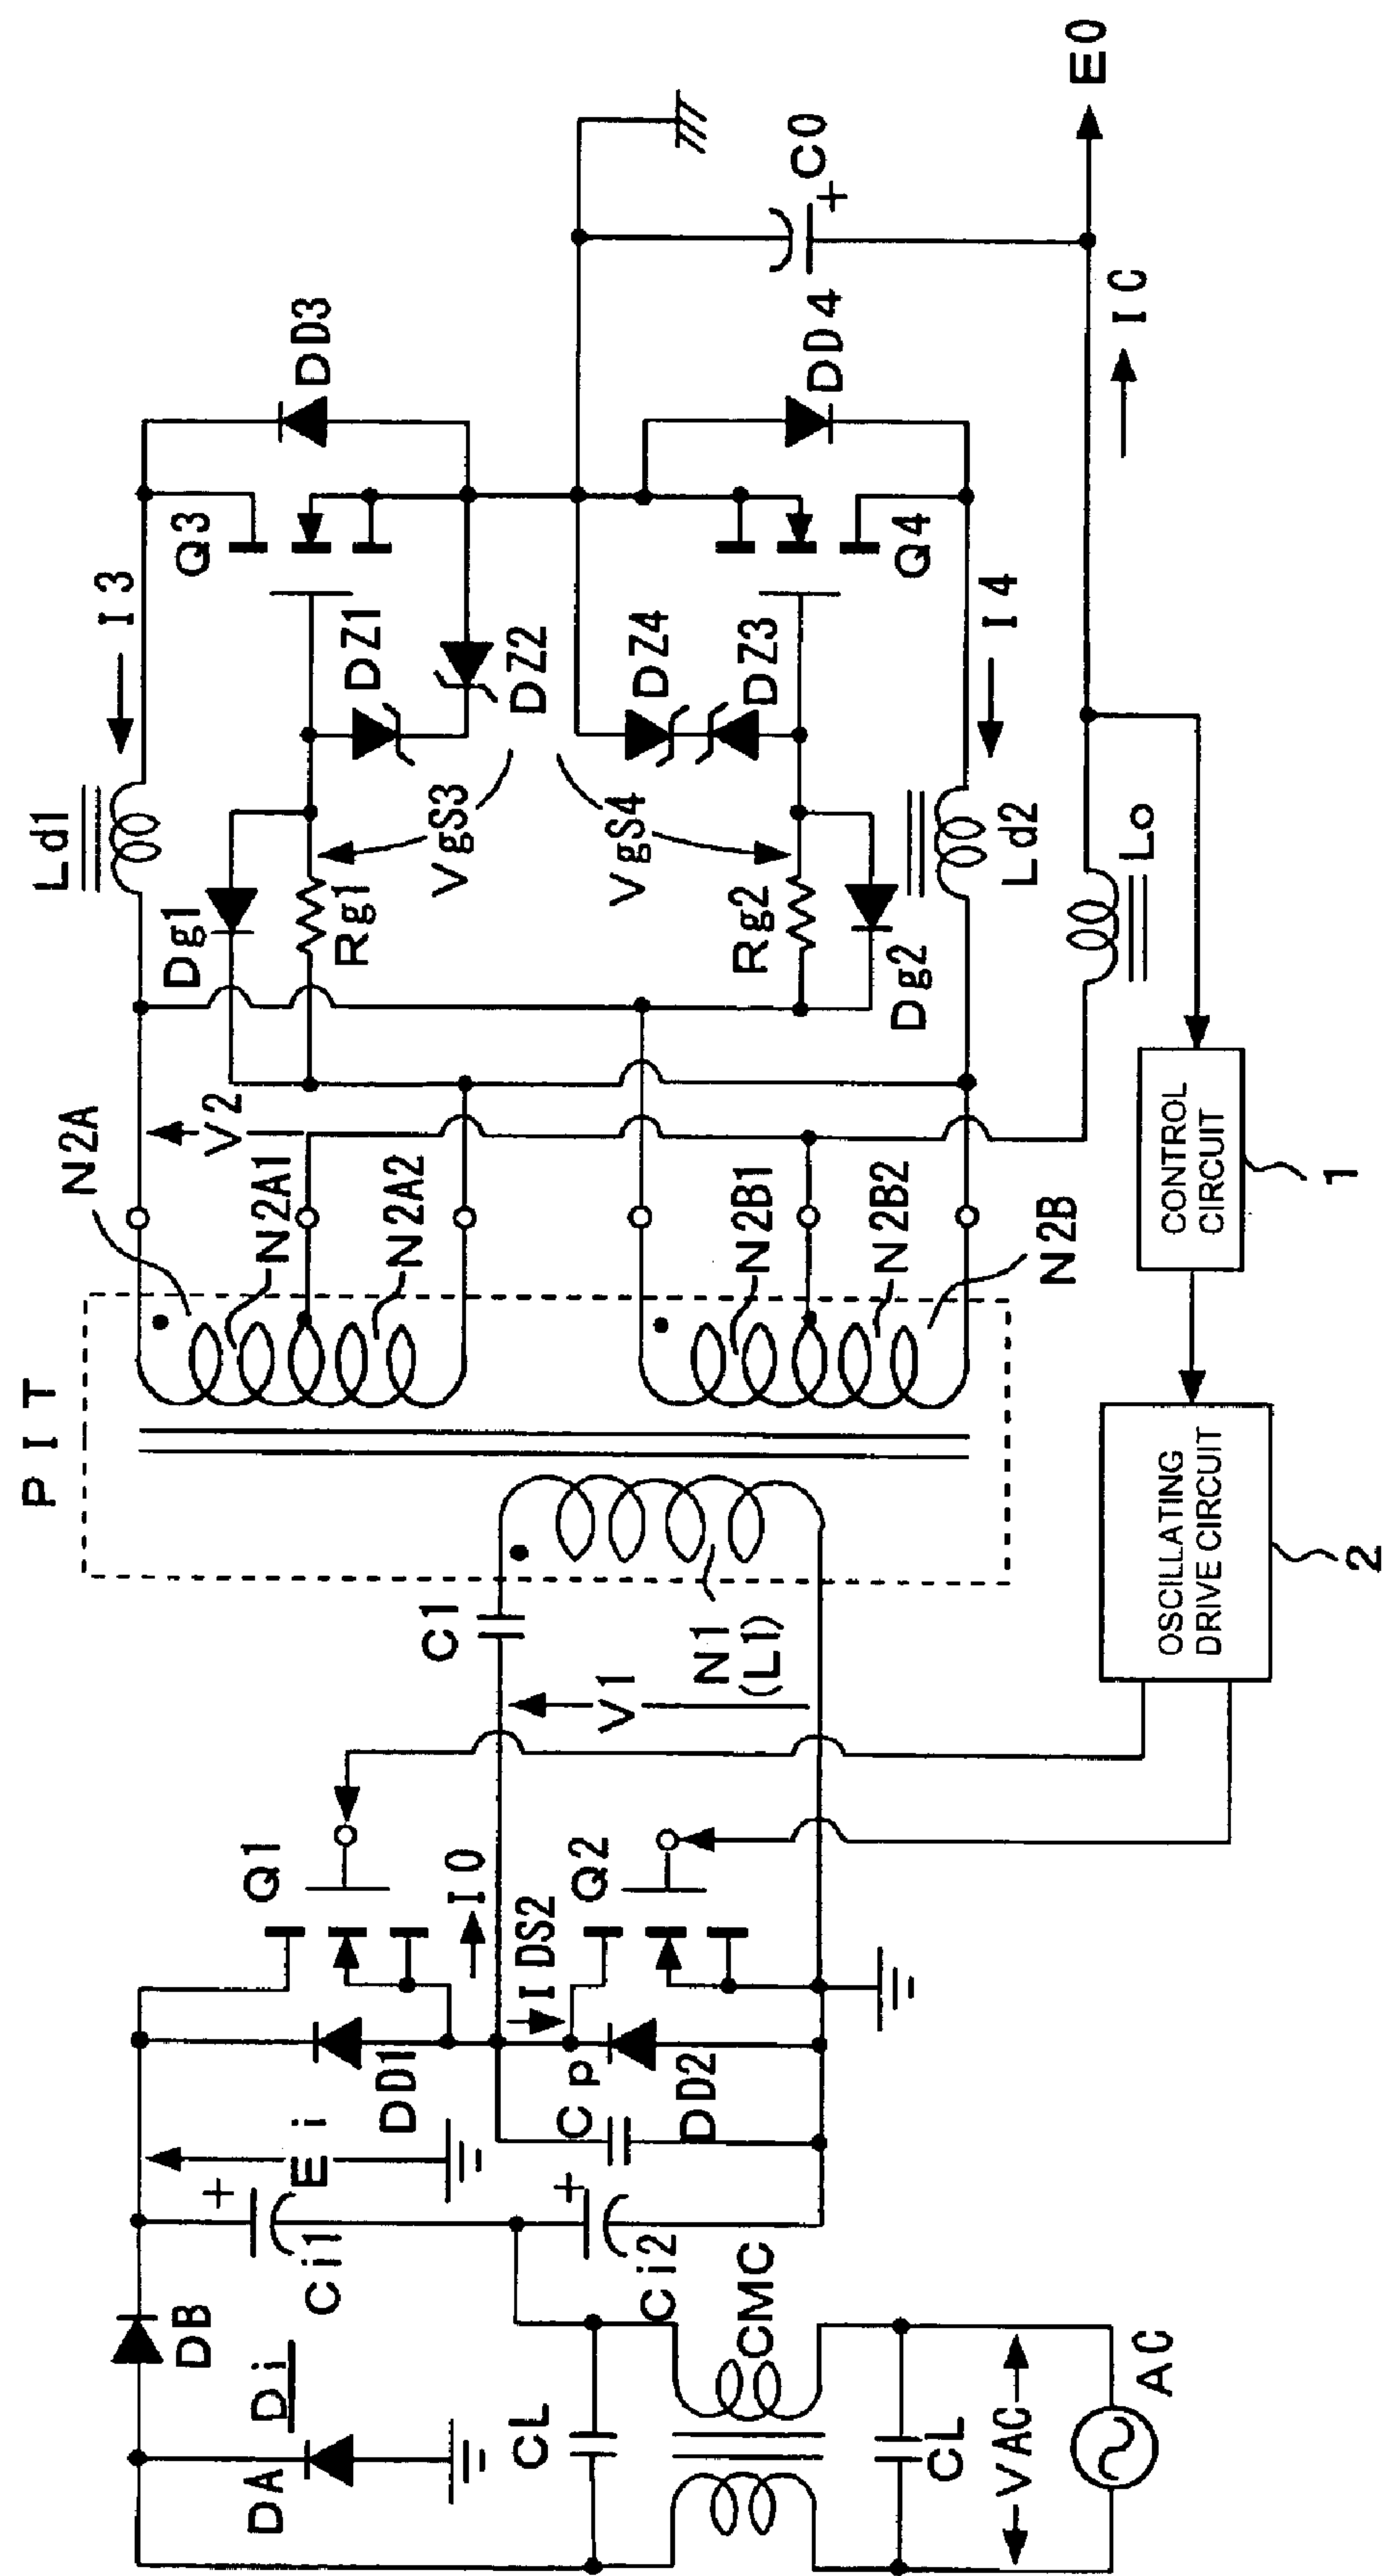 PIT
N2A
V2
N2A1
N2A2
N2B1
N2B2
N2B
Ld1
I3
Dg1
Rg1
VgS3
DZ1
DZ2
Q3
DD3
VgS4
Rg2
Dg2
DZ4
DZ3
Q4
DD4
Ld2
I4
Lo
C0
+
E0
IC
CONTROL
CIRCUIT
1
OSCILLATING
DRIVE CIRCUIT
2
C1
V1
N1
(L1)
Q1
I0
IDS2
Q2
DD1
DD2
Cp
Ei
+
Ci1
+
Ci2
DB
Di
DA
CL
CMC
CL
VAC
AC